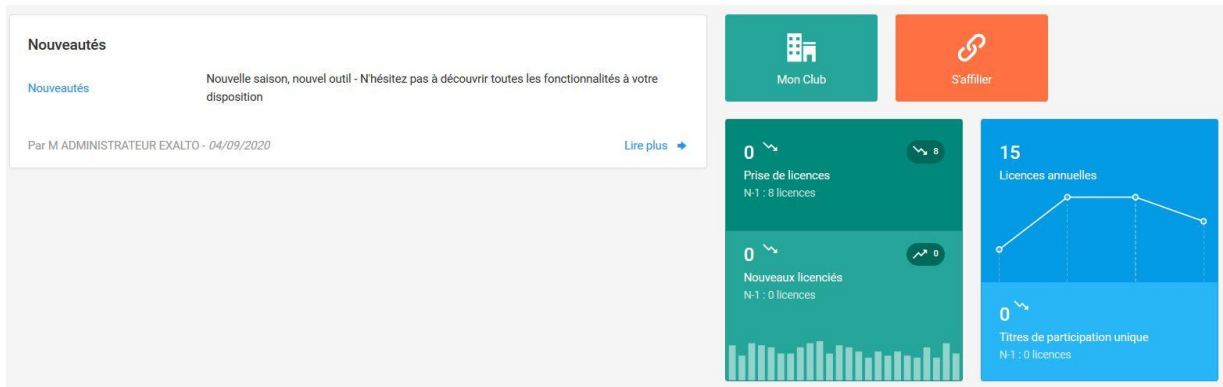 Nouveautés
Nouveautés
Nouvelle saison, nouvel outil - N'hésitez pas à découvrir toutes les fonctionnalités à votre
disposition
Par M ADMINISTRATEUR EXALTO - 04/09/2020
Lire plus
Mon Club
S'affilier
0
8
Prise de licences
N-1 : 8 licences
0
0
Nouveaux licenciés
N-1 : 0 licences
15
Licences annuelles
0
Titres de participation unique
N-1 : 0 licences